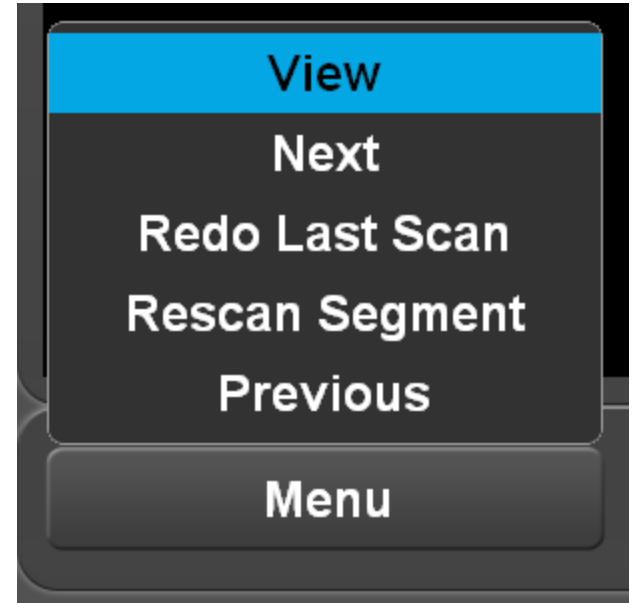 View
Next
Redo Last Scan
Rescan Segment
Previous
Menu